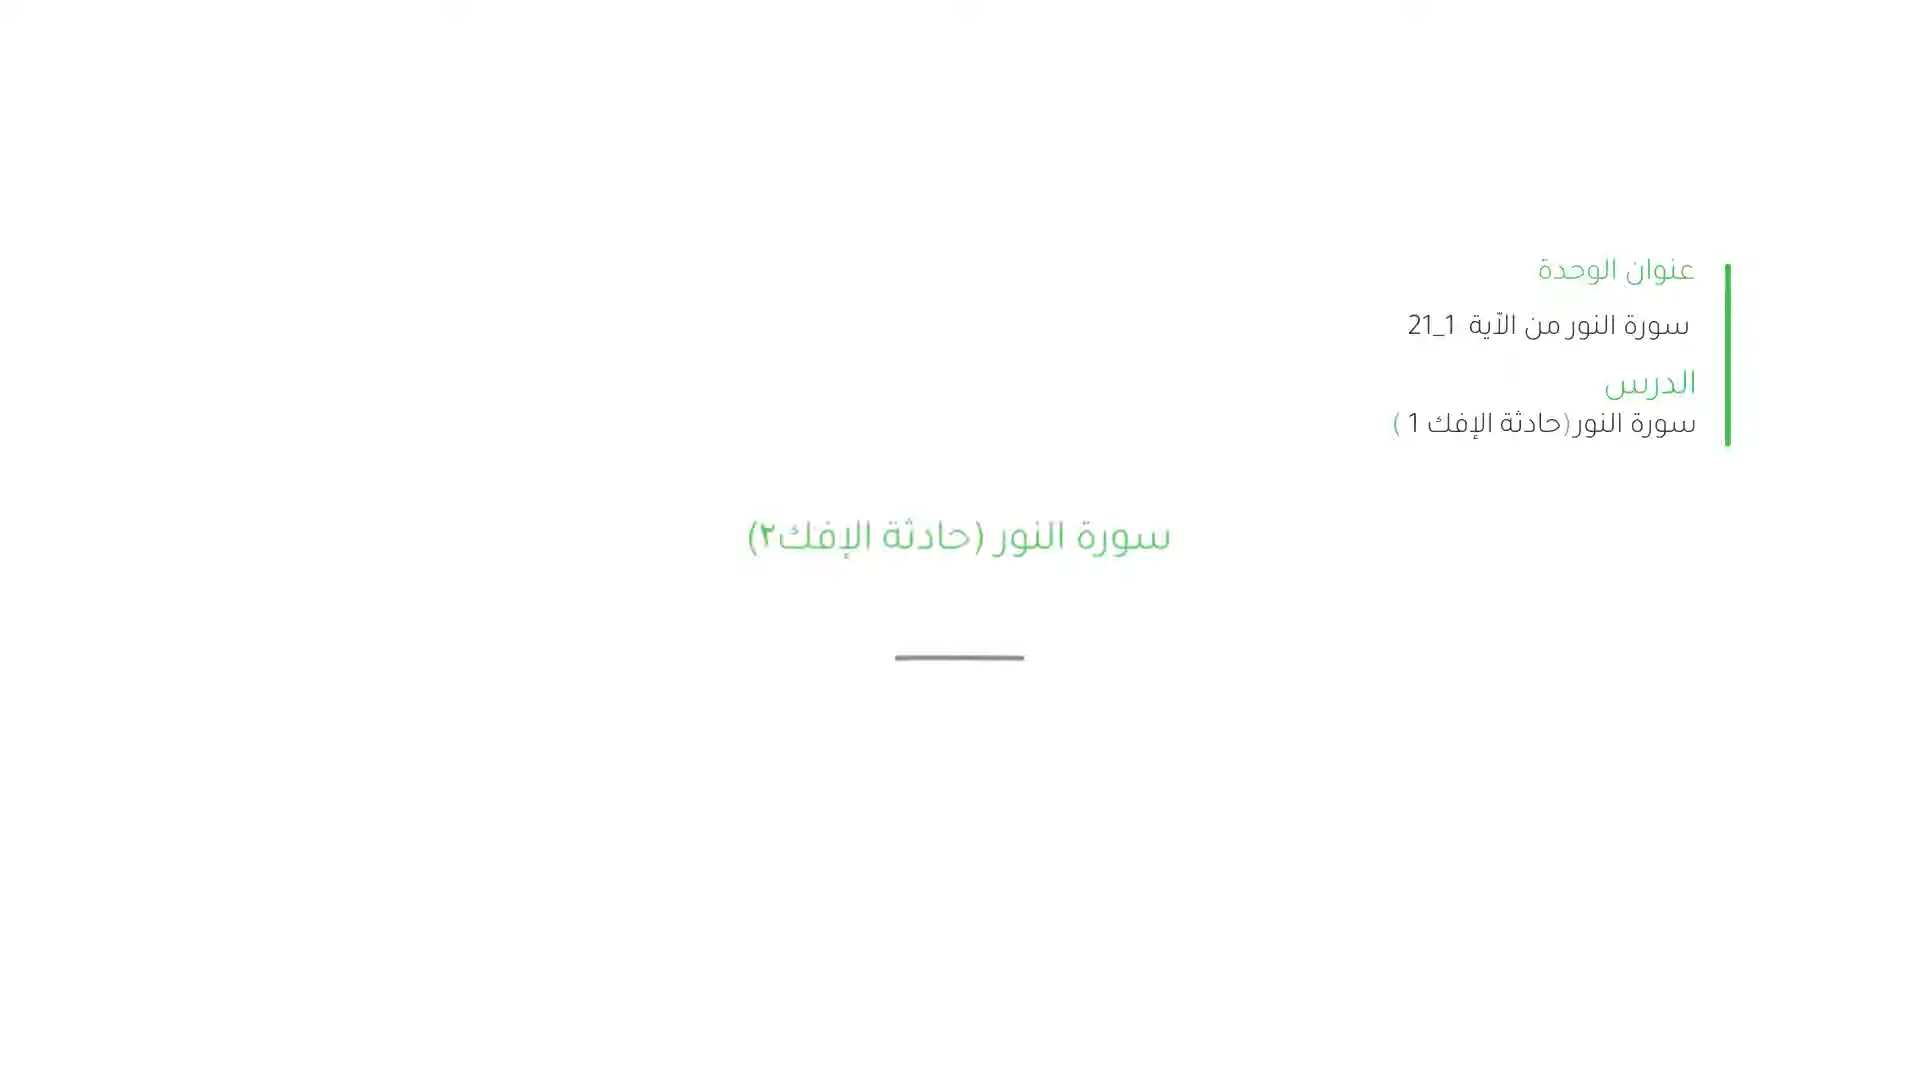 عنوان الوحدة
سورة النور من الآية 1_21
الدرس
سورة النور (حادثة الإفك 1 )
سورة النور (حادثة الإفك٢)